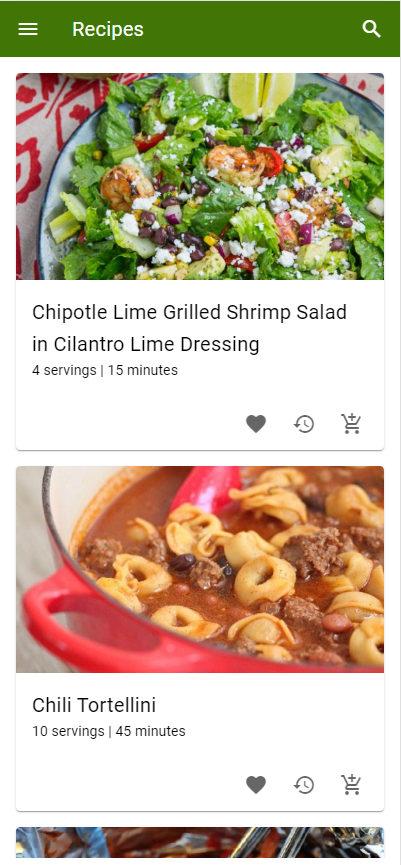 Recipes
Chipotle Lime Grilled Shrimp Salad
in Cilantro Lime Dressing
4 servings | 15 minutes
Chili Tortellini
10 servings | 45 minutes